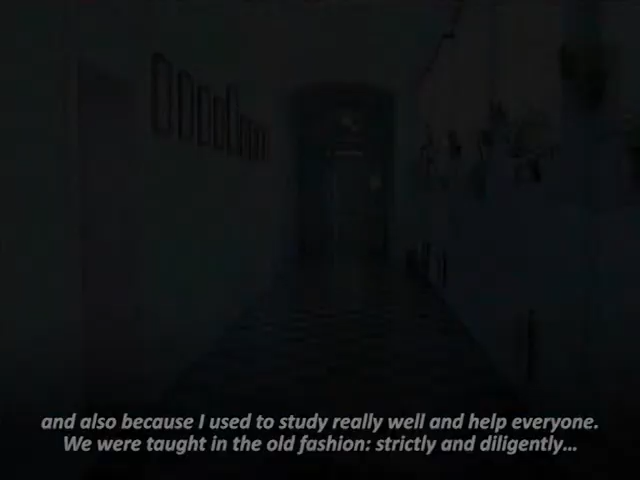 and also because I used to study really well and help everyone.
We were taught in the old fashion: strictly and diligently...